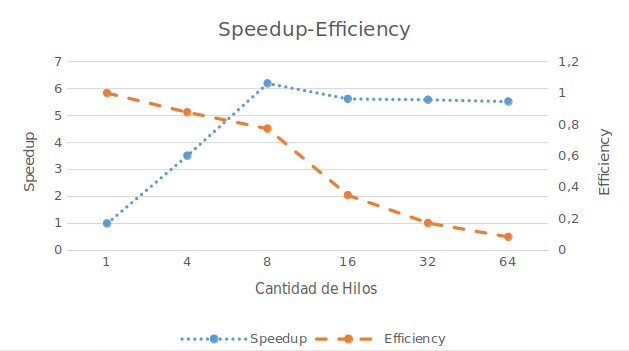 Speedup-Efficiency
7
6
5
4
3
2
1
0
Speedup
1,2
1
0,8
0,6
0,4
0,2
0
Efficiency
1 4 8 16 32 64
Cantidad de Hilos
Speedup Efficiency